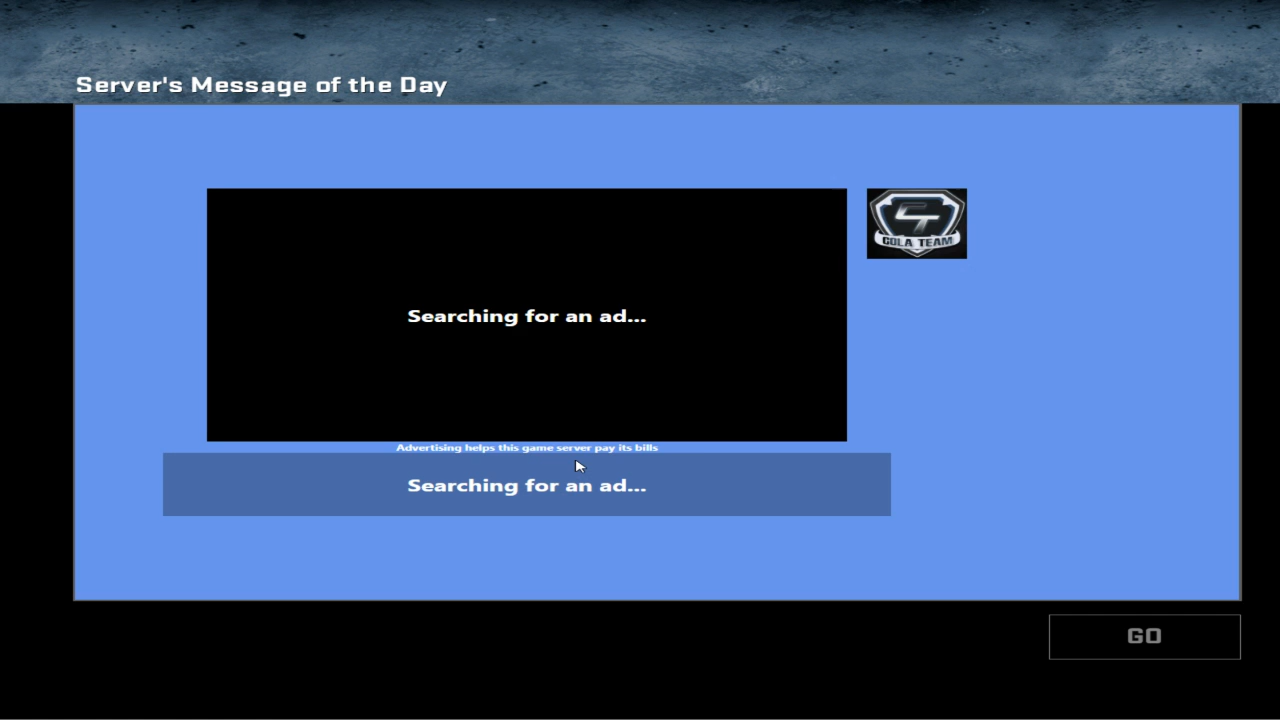 Server's Message of the Day
Searching for an ad...
COLA TEAM
Advertising helps this game server pay its bills
Searching for an ad...
GO